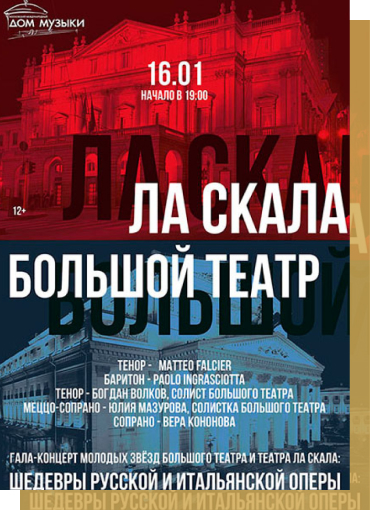 ДОМ МУЗЫКИ
16.01
НАЧАЛО В 19:00
ЛА СКАЛ
12+
ЛА СКАЛА
БОЛЬШОЙ ТЕАТР
БОЛЬШОЙ
ТЕНОР - MATTEO FALCIER
БАРИТОН - PAOLO INGRASCIOTTA
ТЕНОР - БОГДАН ВОЛКОВ, СОЛИСТ БОЛЬШОГО ТЕАТРА
МЕЦЦО-СОПРАНО - ЮЛИЯ МАЗУРОВА, СОЛИСТКА БОЛЬШОГО ТЕАТРА
СОПРАНО - ВЕРА КОНОНОВА
ГАЛА-КОНЦЕРТ МОЛОДЫХ ЗВЁЗД БОЛЬШОГО ТЕАТРА И ТЕАТРА ЛА СКАЛА:
ШЕДЕВРЫ РУССКОЙ И ИТАЛЬЯНСКОЙ ОПЕРЫ
ШЕДЕВРЫ РУССКОЙ И ИТАЛЬЯНСКОЙ ОПЕРЫ